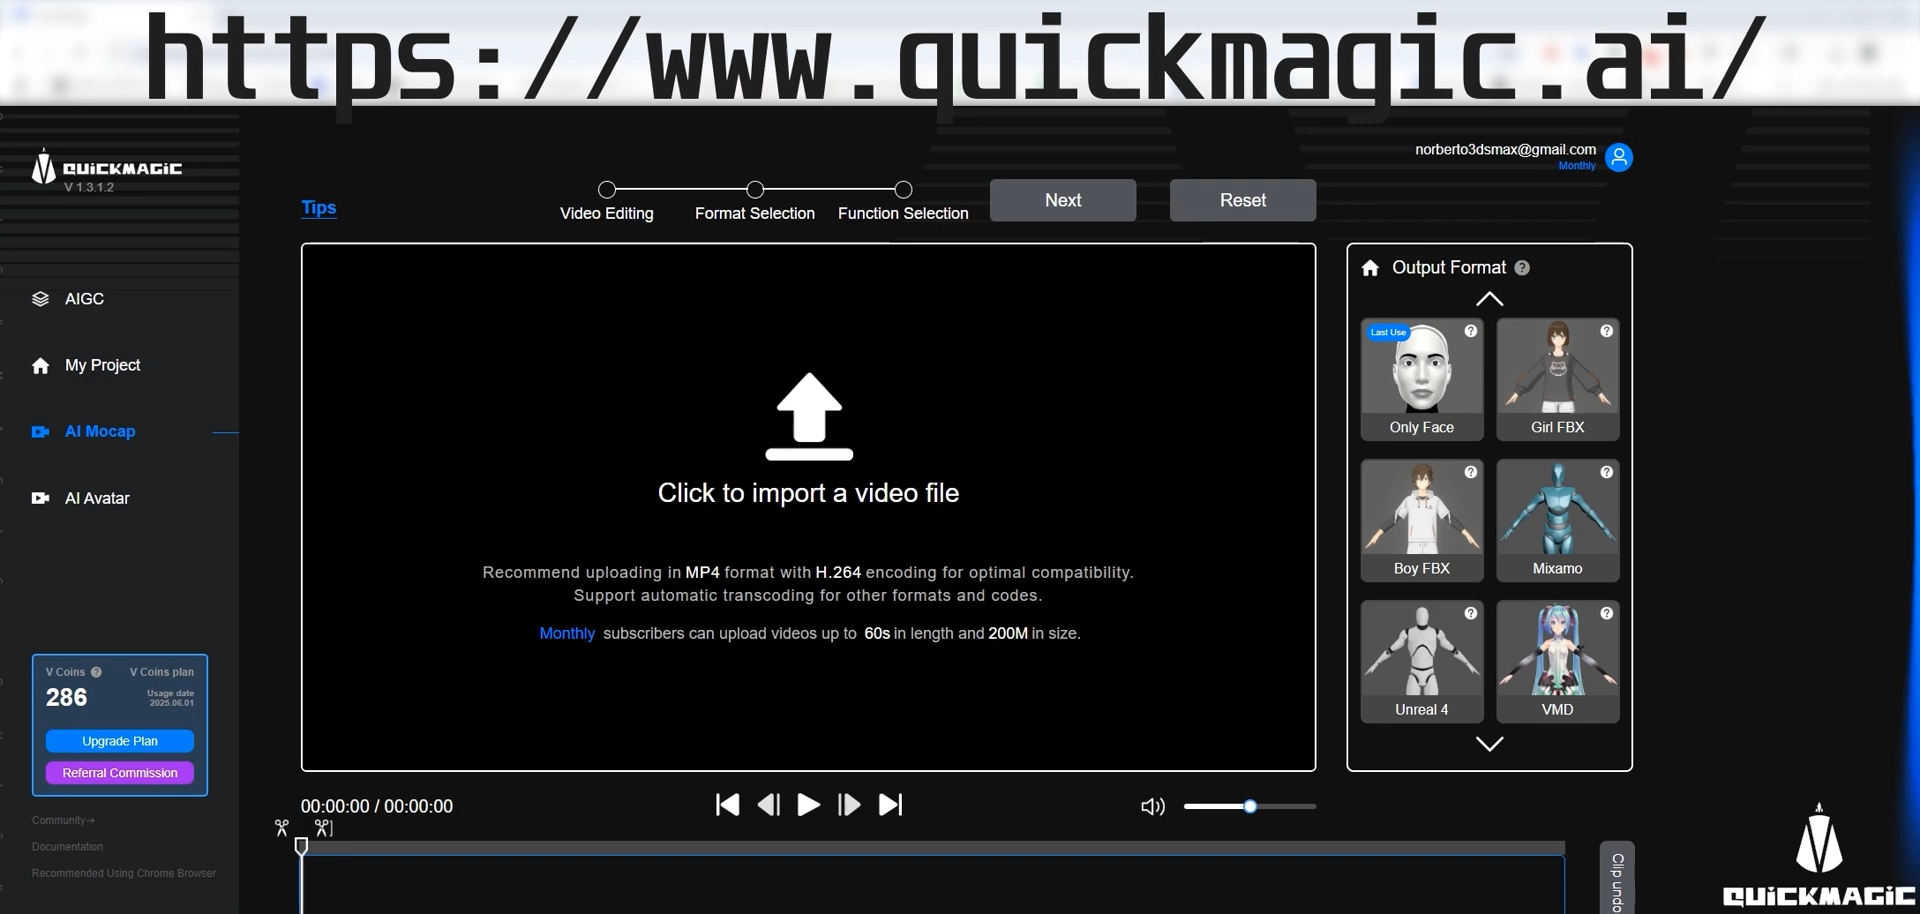 https://www.quickmagic.ai/
QUICKMAGIC
V 1.3.1.2
norberto3dsmax@gmail.com
Monthly
Tips
Video Editing
Format Selection
Function Selection
Next
Reset
AIGC
My Project
AI Mocap
AI Avatar
Click to import a video file
Recommend uploading in MP4 format with H.264 encoding for optimal compatibility.
Support automatic transcoding for other formats and codes.
Monthly subscribers can upload videos up to 60s in length and 200M in size.
Output Format ?
Last Use
?
?
Only Face
Girl FBX
?
?
Boy FBX
Mixamo
?
?
Unreal 4
VMD
V Coins ?
V Coins plan
286
Usage date
2025.06.01
Upgrade Plan
Referral Commission
Community→
Documentation
Recommended Using Chrome Browser
00:00:00 / 00:00:00
Clip undo
QUICKMAGIC